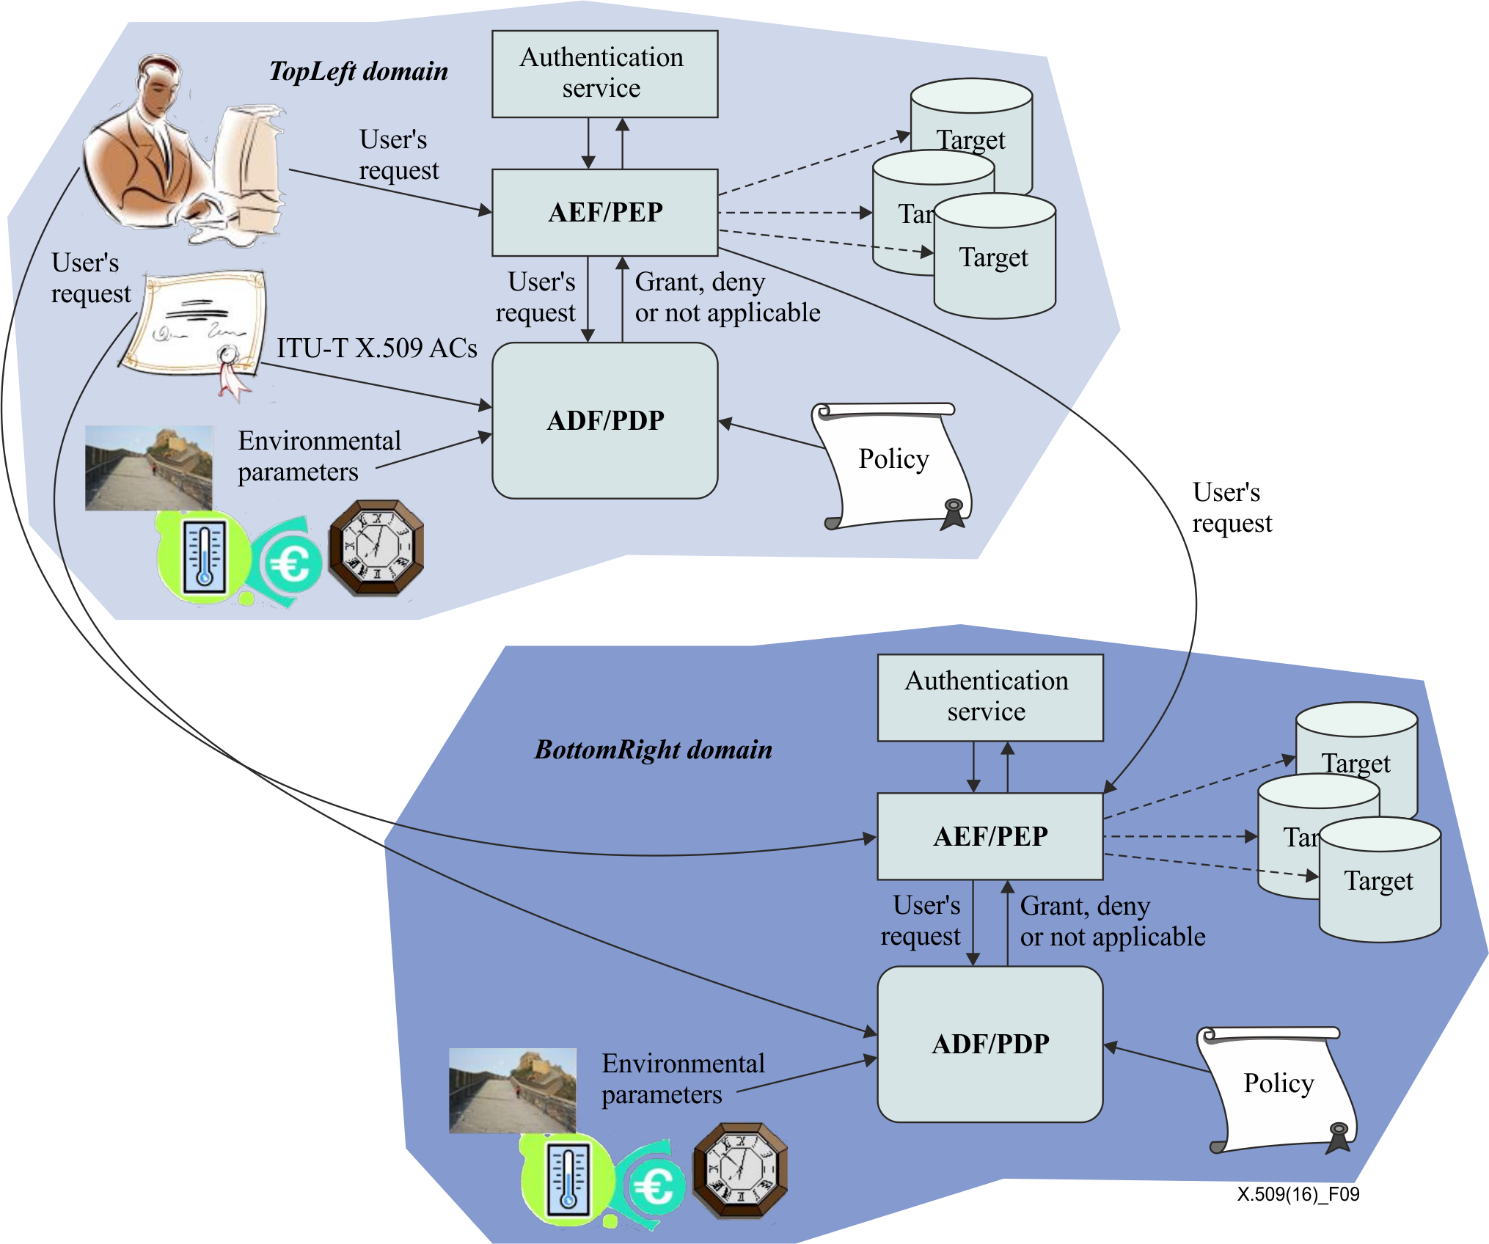 TopLeft domain
Authentication
service
User's
request
AEF/PEP
Target
Tar
Target
User's
request
User's
request
Grant, deny
or not applicable
ITU-T X.509 ACs
ADF/PDP
Environmental
parameters
Policy
User's
request
BottomRight domain
Authentication
service
AEF/PEP
Target
Tar
Target
User's
request
Grant, deny
or not applicable
ADF/PDP
Environmental
parameters
Policy
X.509(16)_F09